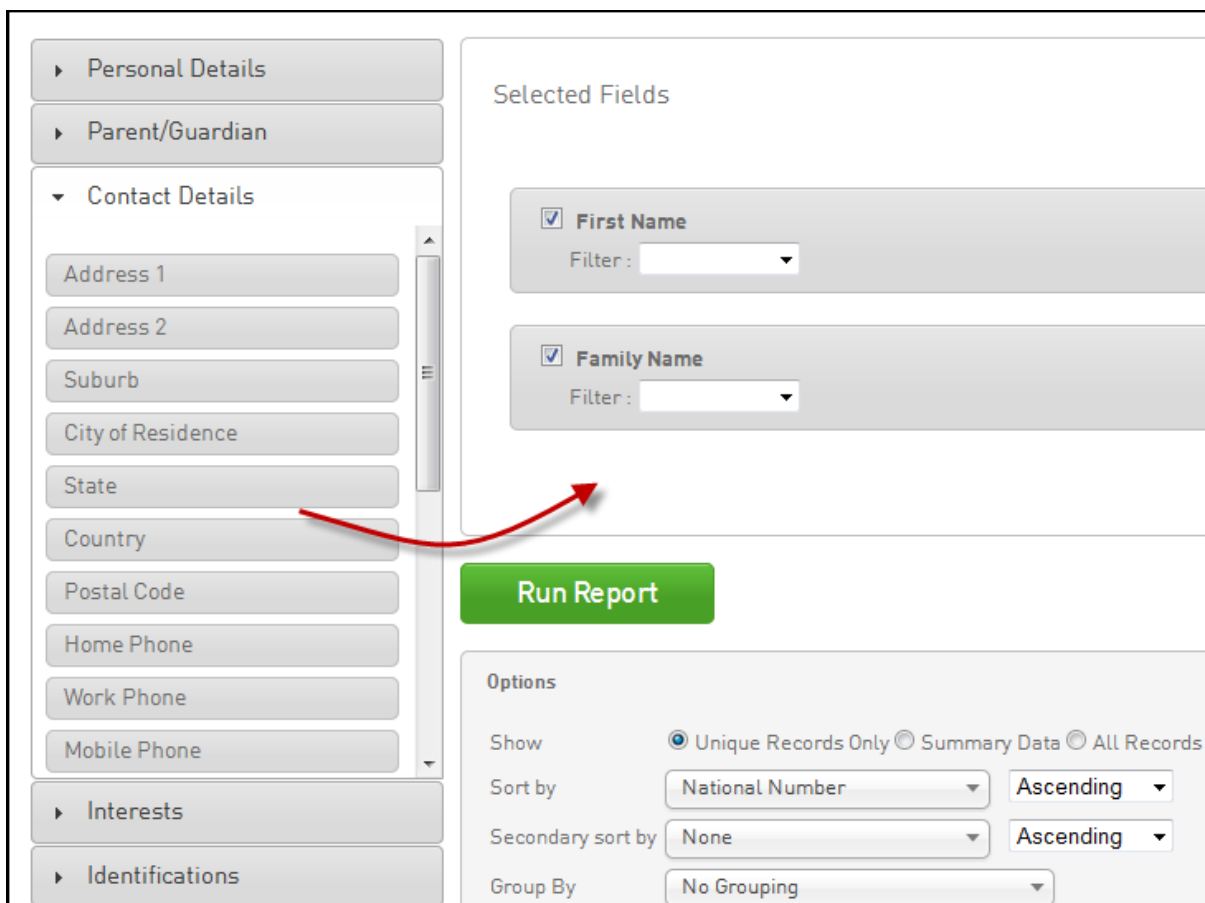 Personal Details
Parent/Guardian
Contact Details
Address 1
Address 2
Suburb
City of Residence
State
Country
Postal Code
Home Phone
Work Phone
Mobile Phone
Interests
Identifications
Selected Fields
First Name
Filter :
Family Name
Filter :
Run Report
Options
Show Unique Records Only Summary Data All Records
Sort by National Number Ascending
Secondary sort by None Ascending
Group By No Grouping